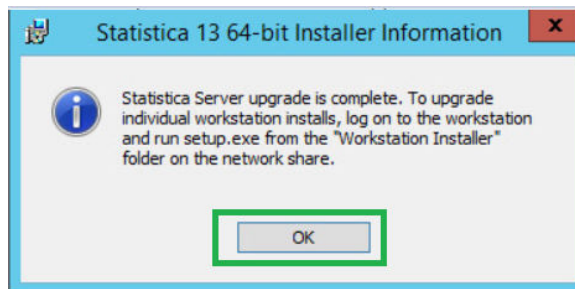 Statistica 13 64-bit Installer Information
x
Statistica Server upgrade is complete. To upgrade
individual workstation installs, log on to the workstation
and run setup.exe from the "Workstation Installer"
folder on the network share.
OK